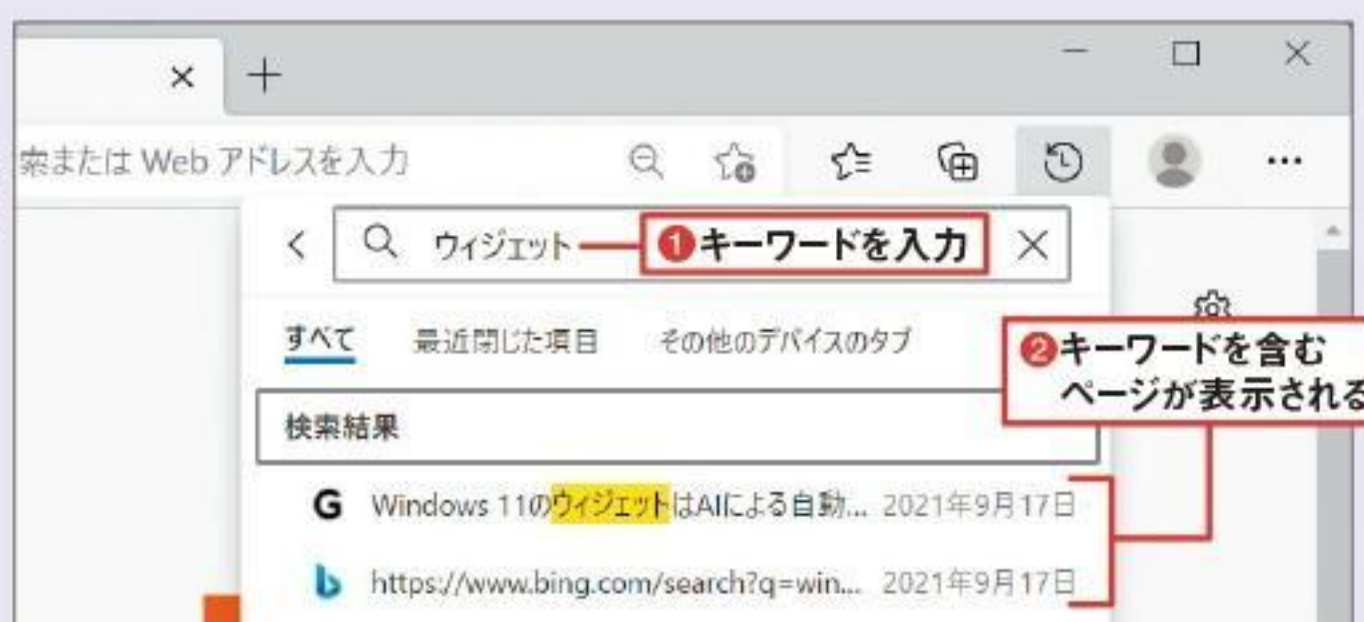 索または Web アドレスを入力
ウィジェット
❶キーワードを入力
すべて 最近閉じた項目 その他のデバイスのタブ
❷キーワードを含む
ページが表示される
検索結果
G Windows 11のウィジェットはAIによる自動... 2021年9月17日
https://www.bing.com/search?q=win... 2021年9月17日